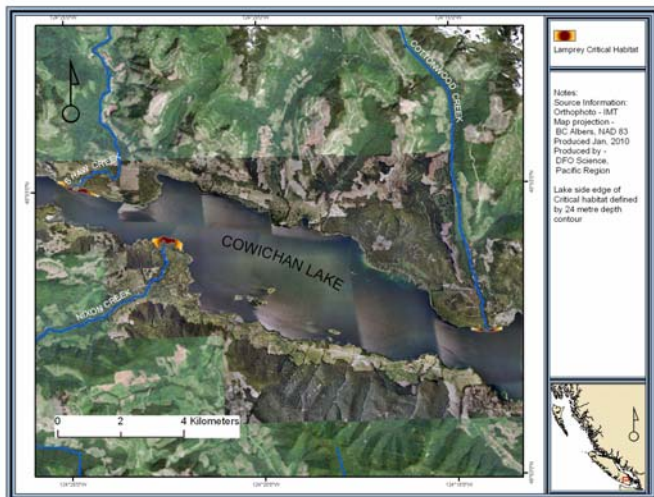 Lamprey Critical Habitat
Notes:
Source Information:
Orthophoto - IMT
Map projection -
BC Albers, NAD 83
Produced Jan, 2010
Produced by -
DFO Science,
Pacific Region
Lake side edge of
Critical habitat defined
by 24 metre depth
contour
COTTONWOOD CREEK
SHAW CREEK
COWICHAN LAKE
NIXON CREEK
0 2 4 Kilometers